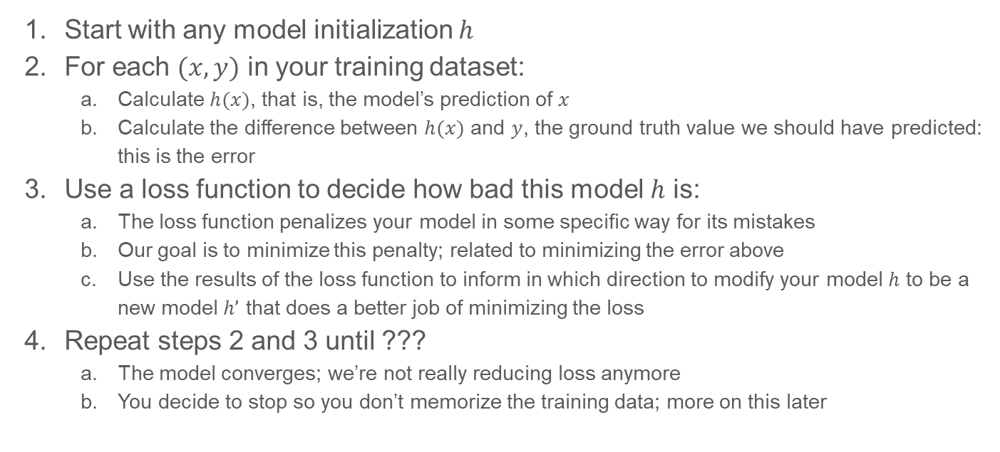 1. Start with any model initialization h
2. For each (x, y) in your training dataset:
a. Calculate h(x), that is, the model’s prediction of x
b. Calculate the difference between h(x) and y, the ground truth value we should have predicted:
this is the error
3. Use a loss function to decide how bad this model h is:
a. The loss function penalizes your model in some specific way for its mistakes
b. Our goal is to minimize this penalty; related to minimizing the error above
c. Use the results of the loss function to inform in which direction to modify your model h to be a
new model h’ that does a better job of minimizing the loss
4. Repeat steps 2 and 3 until ???
a. The model converges; we’re not really reducing loss anymore
b. You decide to stop so you don’t memorize the training data; more on this later